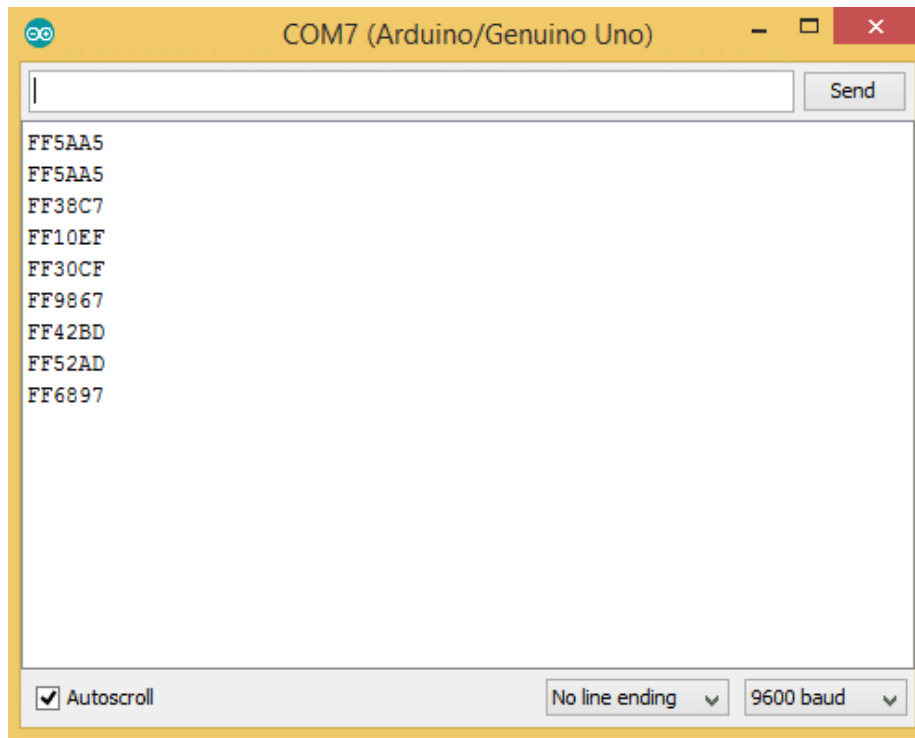 COM7 (Arduino/Genuino Uno)
Send
FF5AA5
FF5AA5
FF38C7
FF10EF
FF30CF
FF9867
FF42BD
FF52AD
FF6897
Autoscroll
No line ending
9600 baud